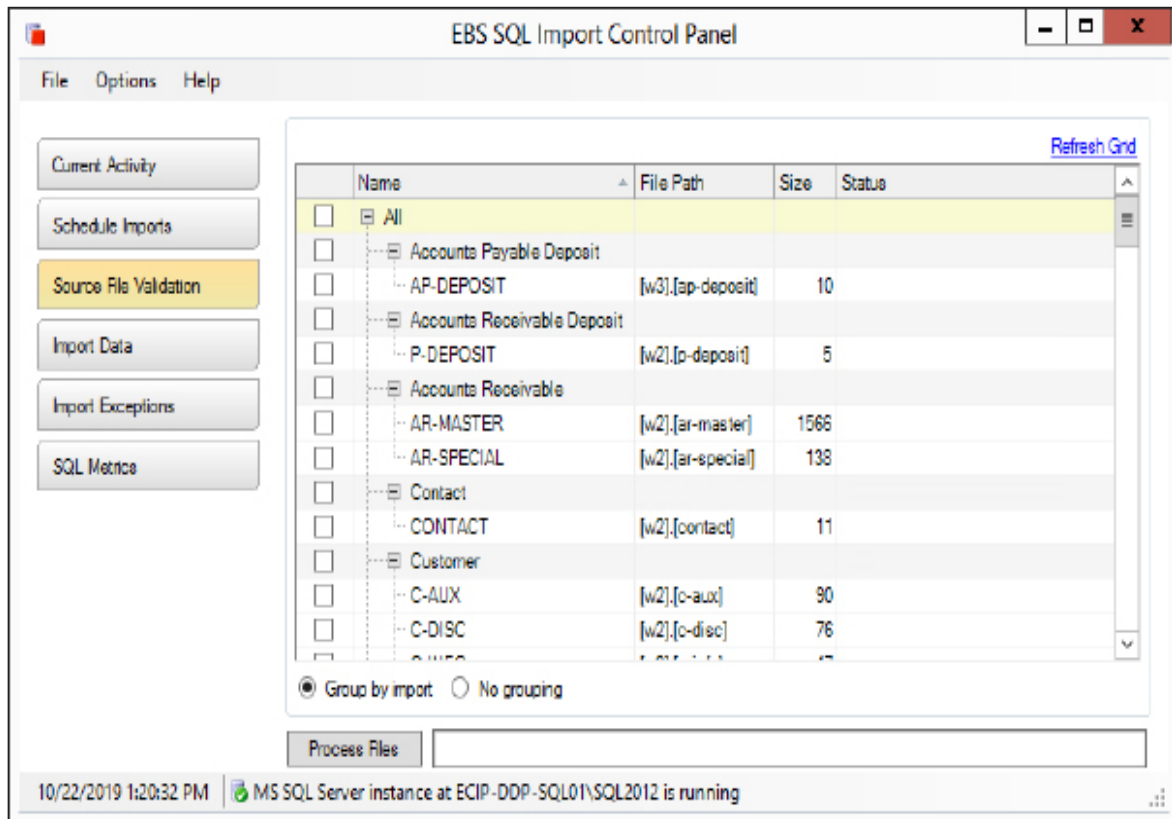 EBS SQL Import Control Panel
File Options Help
Current Activity
Schedule Imports
Source File Validation
Import Data
Import Exceptions
SQL Metrics
Refresh Grid
Name File Path Size Status
All
Accounts Payable Deposit
AP-DEPOSIT [w3].[ap-deposit] 10
Accounts Receivable Deposit
P-DEPOSIT [w2].[p-deposit] 5
Accounts Receivable
AR-MASTER [w2].[ar-master] 1566
AR-SPECIAL [w2].[ar-special] 138
Contact
CONTACT [w2].[contact] 11
Customer
C-AUX [w2].[c-aux] 90
C-DISC [w2].[c-disc] 76
Group by import No grouping
Process Files
10/22/2019 1:20:32 PM MS SQL Server instance at ECIP-DDP-SQL01\SQL2012 is running